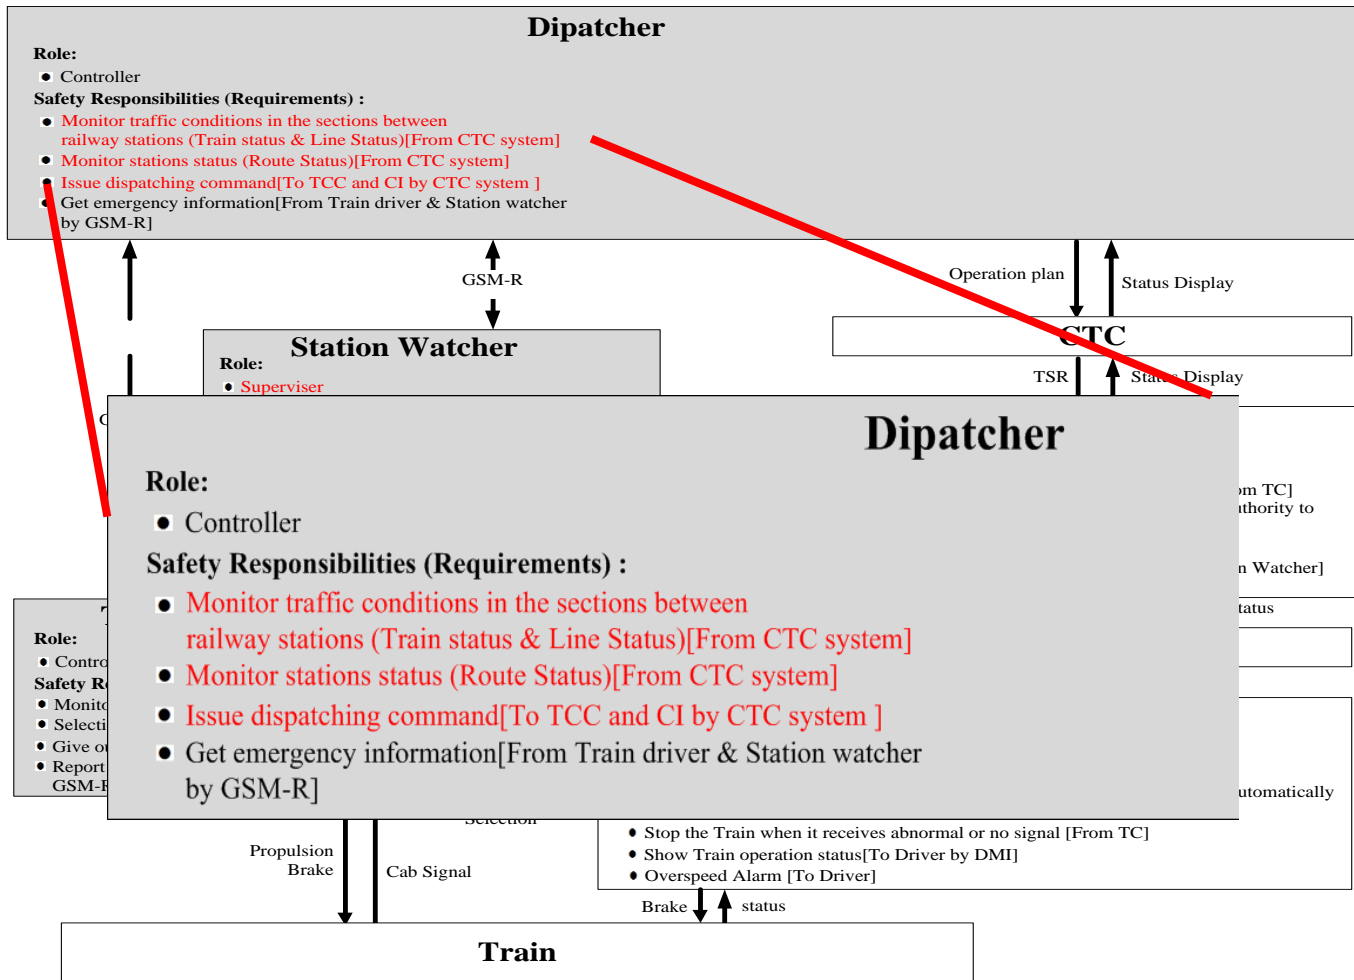 Dipatcher
Role:
Controller
Safety Responsibilities (Requirements) :
Monitor traffic conditions in the sections between
railway stations (Train status & Line Status)[From CTC system]
Monitor stations status (Route Status)[From CTC system]
Issue dispatching command[To TCC and CI by CTC system ]
Get emergency information[From Train driver & Station watcher
by GSM-R]
GSM-R
Operation plan
Status Display
Station Watcher
Role:
Superviser
CTC
TSR
Status Display
Dipatcher
Role:
Controller
Safety Responsibilities (Requirements) :
Monitor traffic conditions in the sections between
railway stations (Train status & Line Status)[From CTC system]
Monitor stations status (Route Status)[From CTC system]
Issue dispatching command[To TCC and CI by CTC system ]
Get emergency information[From Train driver & Station watcher
by GSM-R]
TC]
to
Watcher]
Role:
Safety
Report
Selection
Stop the Train when it receives abnormal or no signal [From TC]
Show Train operation status[To Driver by DMI]
Overspeed Alarm [To Driver]
Propulsion
Brake
Cab Signal
Brake
status
Train